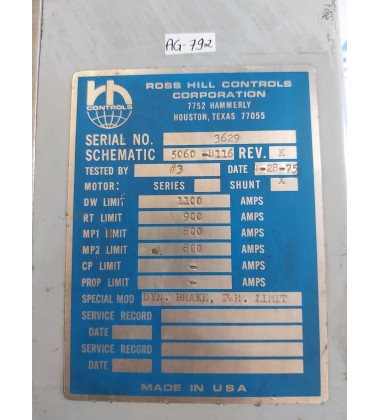 AG-792
CONTROLS
ROSS HILL CONTROLS
CORPORATION
7752 HAMMERLY
HOUSTON, TEXAS 77055
SERIAL NO. 3629
SCHEMATIC 5060-B116 REV. K
TESTED BY #3 DATE -28-75
MOTOR: SERIES SHUNT X
DW LIMIT 1100 AMPS
RT LIMIT 900 AMPS
MP1 LIMIT 800 AMPS
MP2 LIMIT 800 AMPS
CP LIMIT - AMPS
PROP LIMIT - AMPS
SPECIAL MOD DYN. BRAKE, PWR. LIMIT
SERVICE RECORD
DATE
SERVICE RECORD
DATE
MADE IN USA